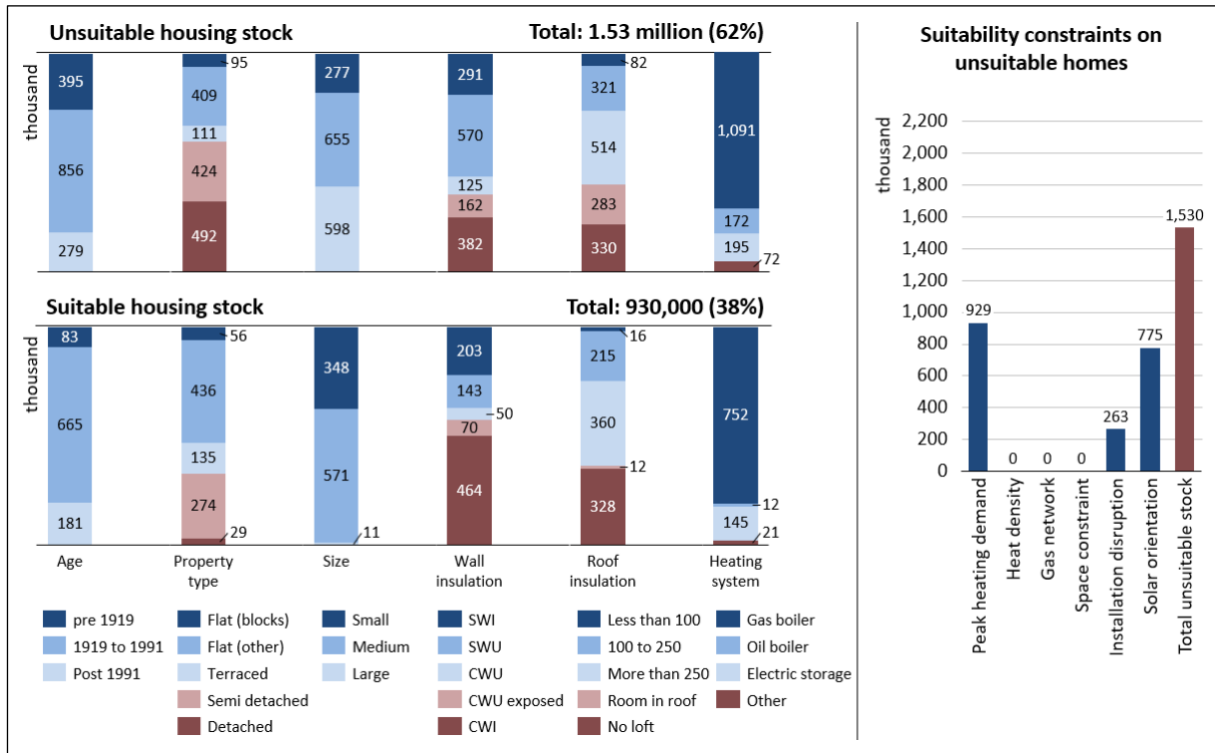 Unsuitable housing stock
Total: 1.53 million (62%)
thousand
395
856
279
95
409
111
424
492
277
655
598
291
570
125
162
382
82
321
514
283
330
1,091
172
195
72
Suitable housing stock
Total: 930,000 (38%)
thousand
83
665
181
56
436
135
274
29
348
571
11
203
143
50
70
464
16
215
360
12
328
752
12
145
21
Age
Property type
Size
Wall insulation
Roof insulation
Heating system
pre 1919
1919 to 1991
Post 1991
Flat (blocks)
Flat (other)
Terraced
Semi detached
Detached
Small
Medium
Large
SWI
SWU
CWU
CWU exposed
CWI
Less than 100
100 to 250
More than 250
Room in roof
No loft
Gas boiler
Oil boiler
Electric storage
Other
Suitability constraints on
unsuitable homes
thousand
2,200
2,000
1,800
1,600
1,400
1,200
1,000
800
600
400
200
0
929
0
0
0
263
775
1,530
Peak heating demand
Heat density
Gas network
Space constraint
Installation disruption
Solar orientation
Total unsuitable stock